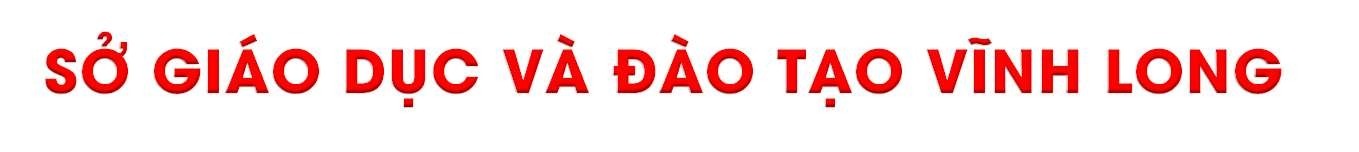 SỞ GIÁO DỤC VÀ ĐÀO TẠO VĨNH LONG